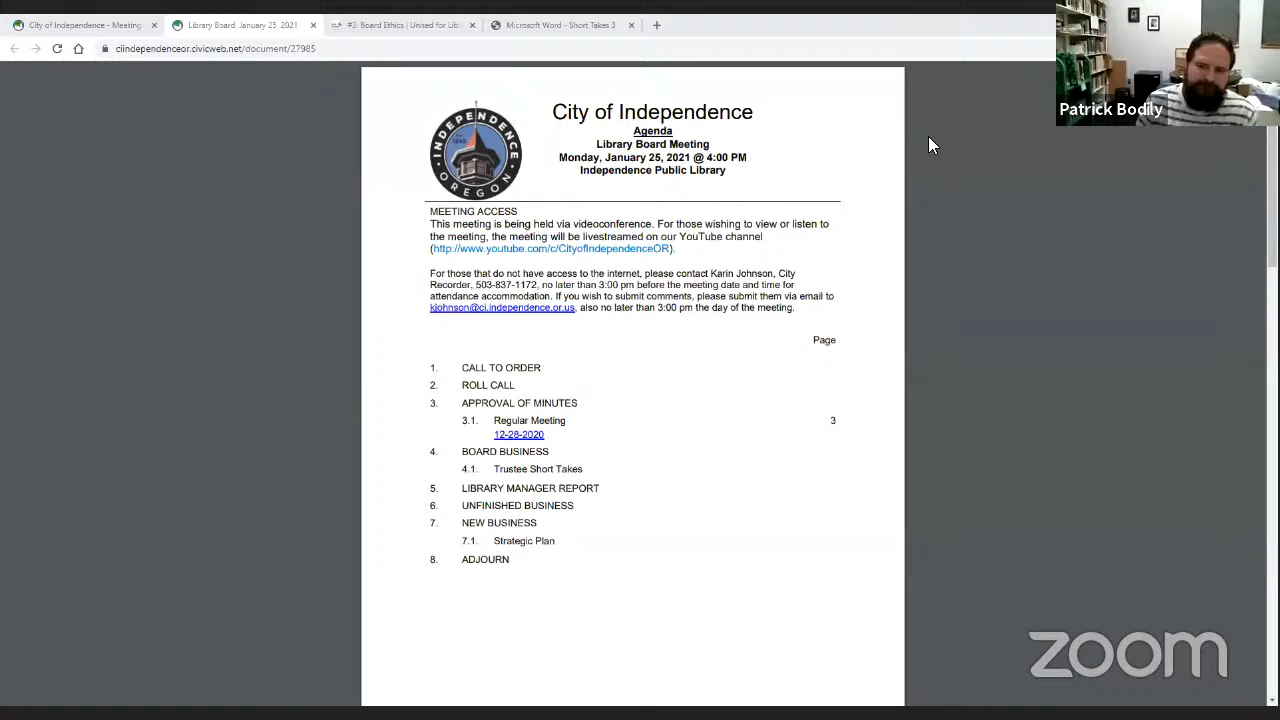 City of Independence - Meeting
Library Board, January 25, 2021
#3: Board Ethics | United for Libr
Microsoft Word - Short Takes 3
ciindependenceor.civicweb.net/document/27985
Patrick Bodily
INDEPENDENCE
OREGON
City of Independence
Agenda
Library Board Meeting
Monday, January 25, 2021 @ 4:00 PM
Independence Public Library
MEETING ACCESS
This meeting is being held via videoconference. For those wishing to view or listen to
the meeting, the meeting will be livestreamed on our YouTube channel
(http://www.youtube.com/c/CityofIndependenceOR).
For those that do not have access to the internet, please contact Karin Johnson, City
Recorder, 503-837-1172, no later than 3:00 pm before the meeting date and time for
attendance accommodation. If you wish to submit comments, please submit them via email to
kjohnson@ci.independence.or.us, also no later than 3:00 pm the day of the meeting.
Page
1. CALL TO ORDER
2. ROLL CALL
3. APPROVAL OF MINUTES
3.1. Regular Meeting 3
12-28-2020
4. BOARD BUSINESS
4.1. Trustee Short Takes
5. LIBRARY MANAGER REPORT
6. UNFINISHED BUSINESS
7. NEW BUSINESS
7.1. Strategic Plan
8. ADJOURN
zoom